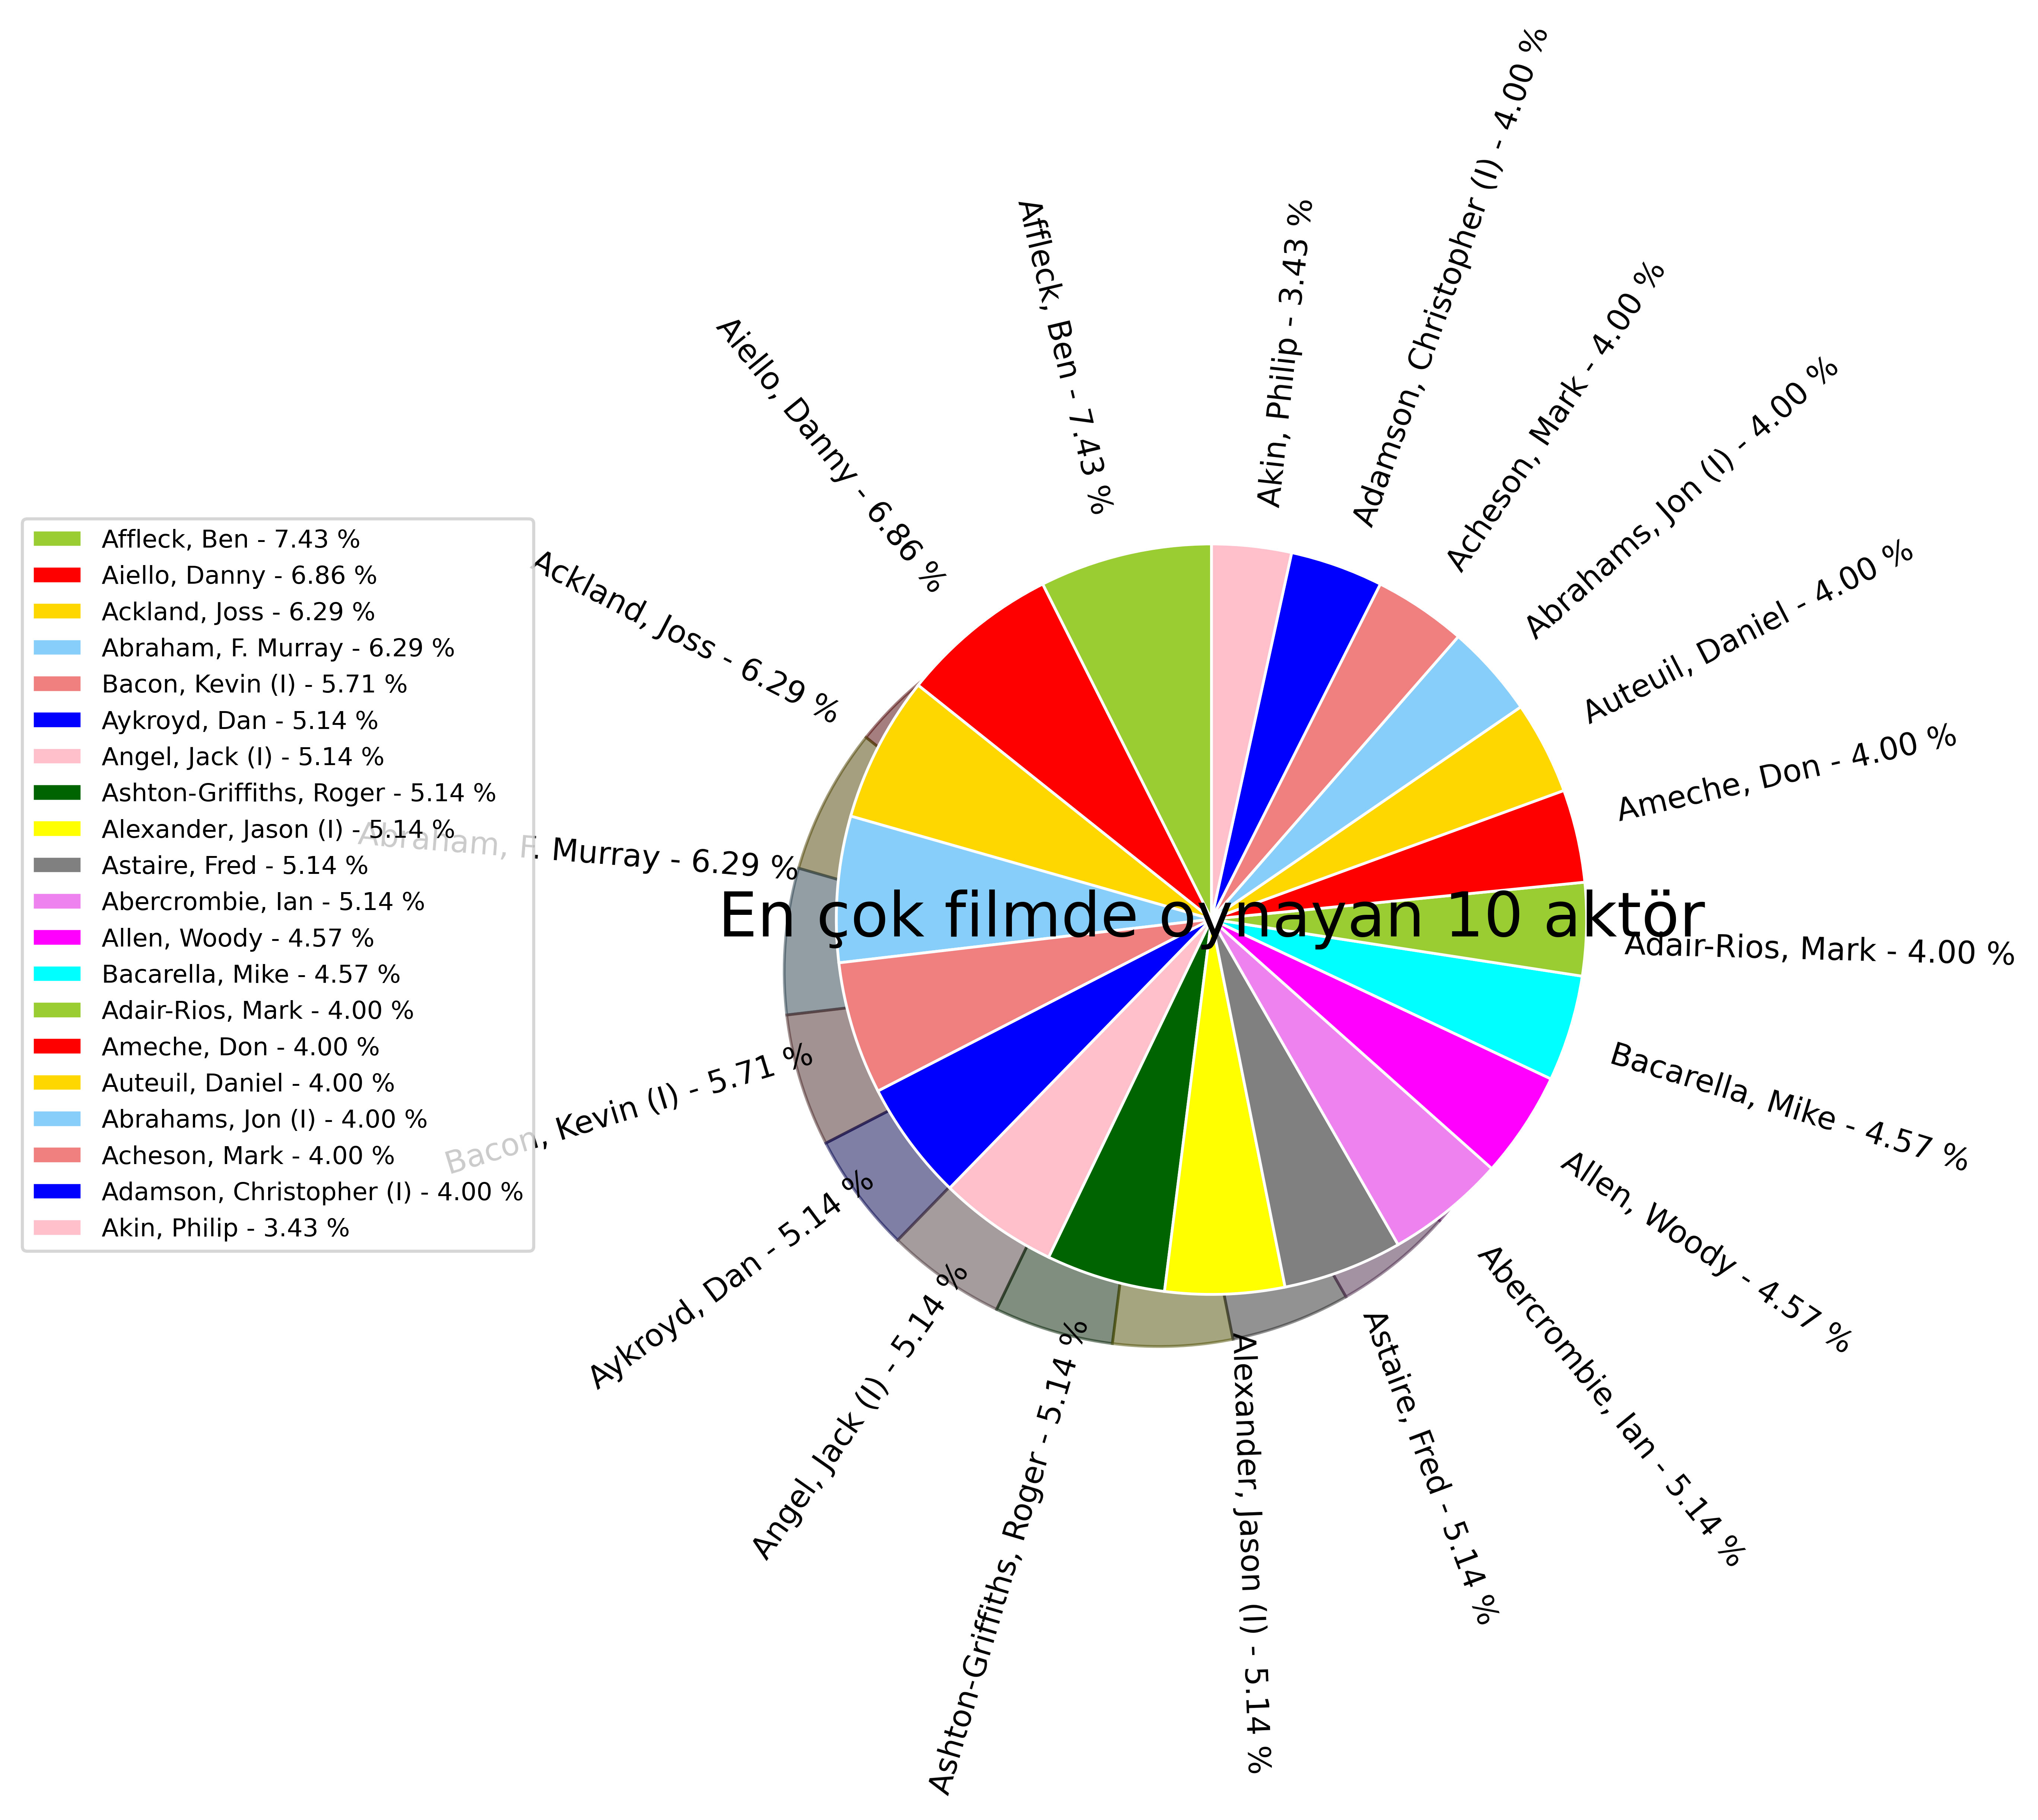 Affleck, Ben - 7.43 %
Aiello, Danny - 6.86 %
Ackland, Joss - 6.29 %
Abraham, F. Murray - 6.29 %
Bacon, Kevin (I) - 5.71 %
Aykroyd, Dan - 5.14 %
Angel, Jack (I) - 5.14 %
Ashton-Griffiths, Roger - 5.14 %
Alexander, Jason (I) - 5.14 %
Astaire, Fred - 5.14 %
Abercrombie, Ian - 5.14 %
Allen, Woody - 4.57 %
Bacarella, Mike - 4.57 %
Adair-Rios, Mark - 4.00 %
Ameche, Don - 4.00 %
Auteuil, Daniel - 4.00 %
Abrahams, Jon (I) - 4.00 %
Acheson, Mark - 4.00 %
Adamson, Christopher (I) - 4.00 %
Akin, Philip - 3.43 %
En çok filmde oynayan 10 aktör
Affleck, Ben - 7.43 %
Aiello, Danny - 6.86 %
Ackland, Joss - 6.29 %
Abraham, F. Murray - 6.29 %
Bacon, Kevin (I) - 5.71 %
Aykroyd, Dan - 5.14 %
Angel, Jack (I) - 5.14 %
Ashton-Griffiths, Roger - 5.14 %
Alexander, Jason (I) - 5.14 %
Astaire, Fred - 5.14 %
Abercrombie, Ian - 5.14 %
Allen, Woody - 4.57 %
Bacarella, Mike - 4.57 %
Adair-Rios, Mark - 4.00 %
Ameche, Don - 4.00 %
Auteuil, Daniel - 4.00 %
Abrahams, Jon (I) - 4.00 %
Acheson, Mark - 4.00 %
Adamson, Christopher (I) - 4.00 %
Akin, Philip - 3.43 %